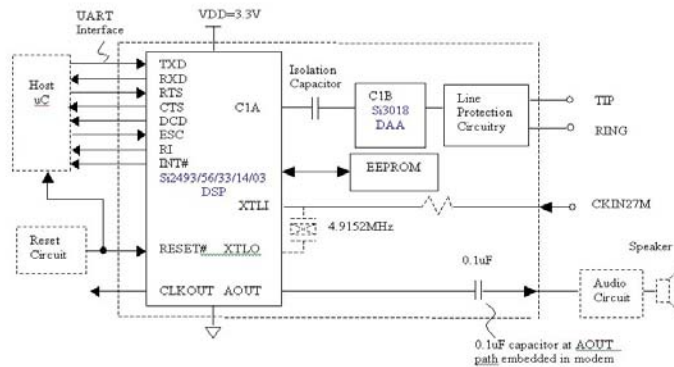 UART
Interface
VDD=3.3V
Host
uC
TXD
RXD
RTS
CTS
DCD
ESC
RI
INT#
C1A
Si2493/56/33/14/03
DSP
XTLI
RESET# XTLO
CLKOUT AOUT
Isolation
Capacitor
C1B
Si3018
DAA
Line
Protection
Circuitry
TIP
RING
EEPROM
CKIN27M
4.9152MHz
Reset
Circuit
0.1uF
Speaker
Audio
Circuit
0.1uF capacitor at AOUT
path embedded in modem